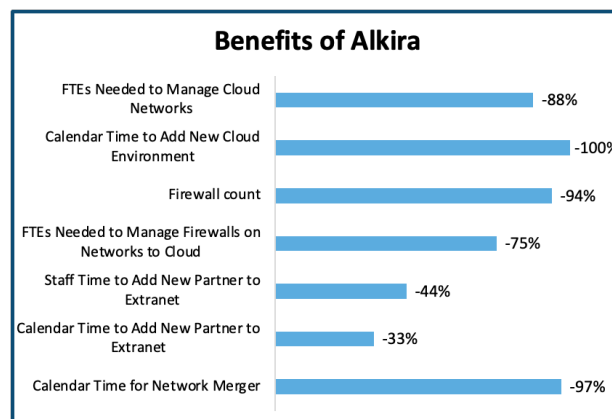 Benefits of Alkira
FTEs Needed to Manage Cloud
Networks
-88%
Calendar Time to Add New Cloud
Environment
-100%
Firewall count
-94%
FTEs Needed to Manage Firewalls on
Networks to Cloud
-75%
Staff Time to Add New Partner to
Extranet
-44%
Calendar Time to Add New Partner to
Extranet
-33%
Calendar Time for Network Merger
-97%